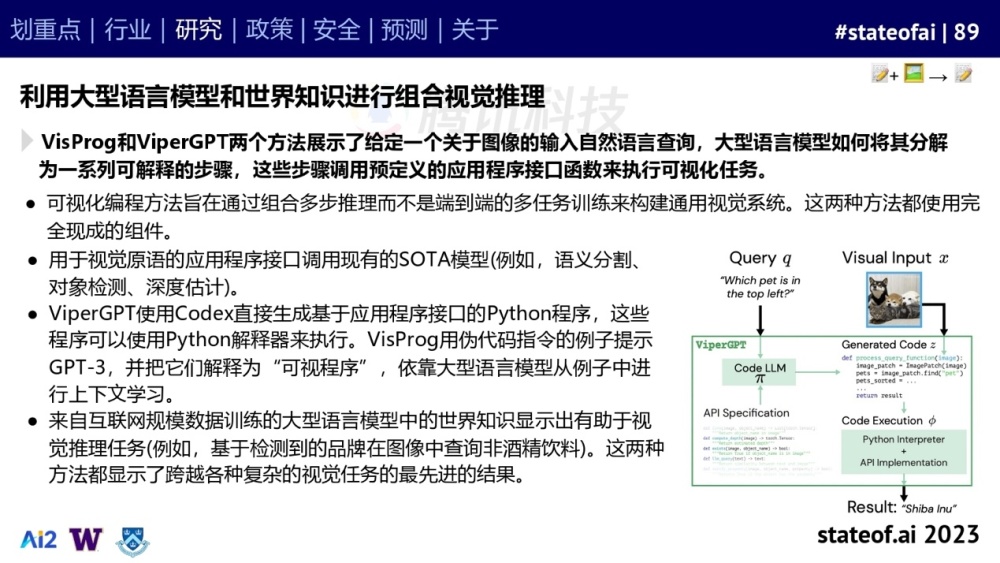 划重点 | 行业 | 研究 | 政策 | 安全 | 预测 | 关于
#stateofai | 89
+ →
利用大型语言模型和世界知识进行组合视觉推理
腾讯科技
VisProg和ViperGPT两个方法展示了给定一个关于图像的输入自然语言查询，大型语言模型如何将其分解
为一系列可解释的步骤，这些步骤调用预定义的应用程序接口函数来执行可视化任务。
● 可视化编程方法旨在通过组合多步推理而不是端到端的多任务训练来构建通用视觉系统。这两种方法都使用完
全现成的组件。
● 用于视觉原语的应用程序接口调用现有的SOTA模型(例如，语义分割、
对象检测、深度估计)。
● ViperGPT使用Codex直接生成基于应用程序接口的Python程序，这些
程序可以使用Python解释器来执行。VisProg用伪代码指令的例子提示
GPT-3，并把它们解释为“可视程序”，依靠大型语言模型从例子中进
行上下文学习。
● 来自互联网规模数据训练的大型语言模型中的世界知识显示出有助于视
觉推理任务(例如，基于检测到的品牌在图像中查询非酒精饮料)。这两种
方法都显示了跨越各种复杂的视觉任务的最先进的结果。
Query q
“Which pet is in
the top left?”
Visual Input x
ViperGPT
Code LLM
π
API Specification
Generated Code z
def process_query_function(image):
image_patch = ImagePatch(image)
pets = image_patch.find("pet")
pets_sorted = ...
...
return result
Code Execution ϕ
Python Interpreter
+
API Implementation
Result: “Shiba Inu”
Ai2 W
stateof.ai 2023